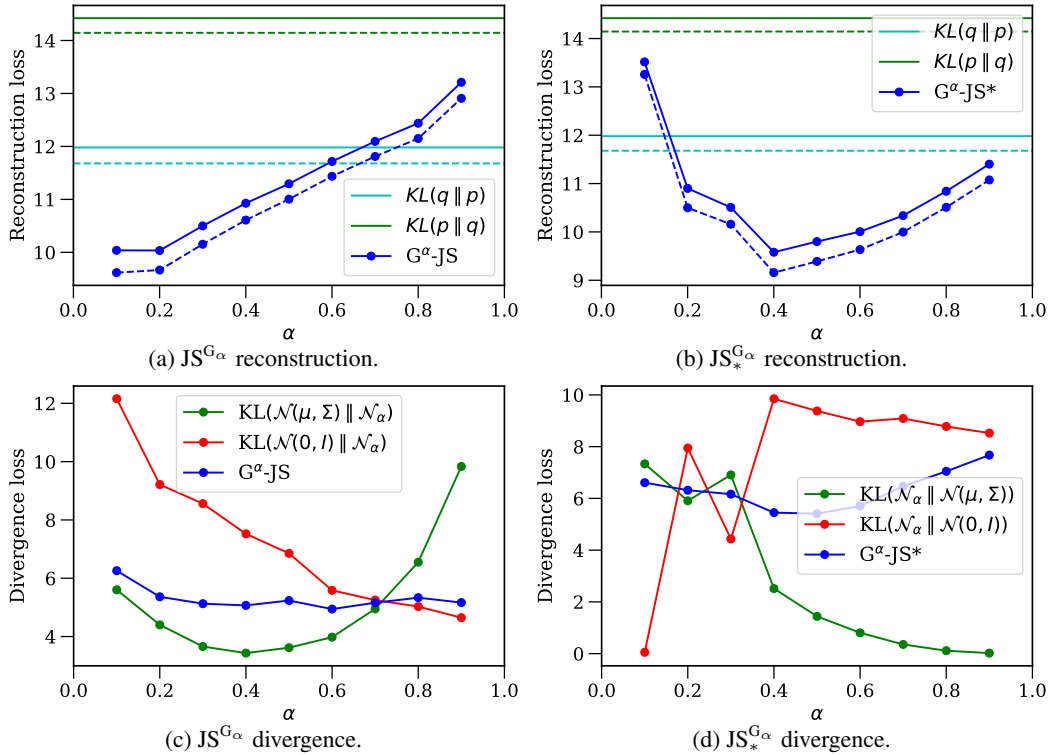 Reconstruction loss
14
13
12
11
10
KL(q ∥ p)
KL(p ∥ q)
G^α-JS
0.0 0.2 0.4 0.6 0.8 1.0
α
(a) JS^{G_α} reconstruction.
Reconstruction loss
14
13
12
11
10
9
KL(q ∥ p)
KL(p ∥ q)
G^α-JS*
0.0 0.2 0.4 0.6 0.8 1.0
α
(b) JS_*^{G_α} reconstruction.
Divergence loss
12
10
8
6
4
KL(𝒩(μ, Σ) ∥ 𝒩_α)
KL(𝒩(0, I) ∥ 𝒩_α)
G^α-JS
0.0 0.2 0.4 0.6 0.8 1.0
α
(c) JS^{G_α} divergence.
Divergence loss
10
8
6
4
2
0
KL(𝒩_α ∥ 𝒩(μ, Σ))
KL(𝒩_α ∥ 𝒩(0, I))
G^α-JS*
0.0 0.2 0.4 0.6 0.8 1.0
α
(d) JS_*^{G_α} divergence.